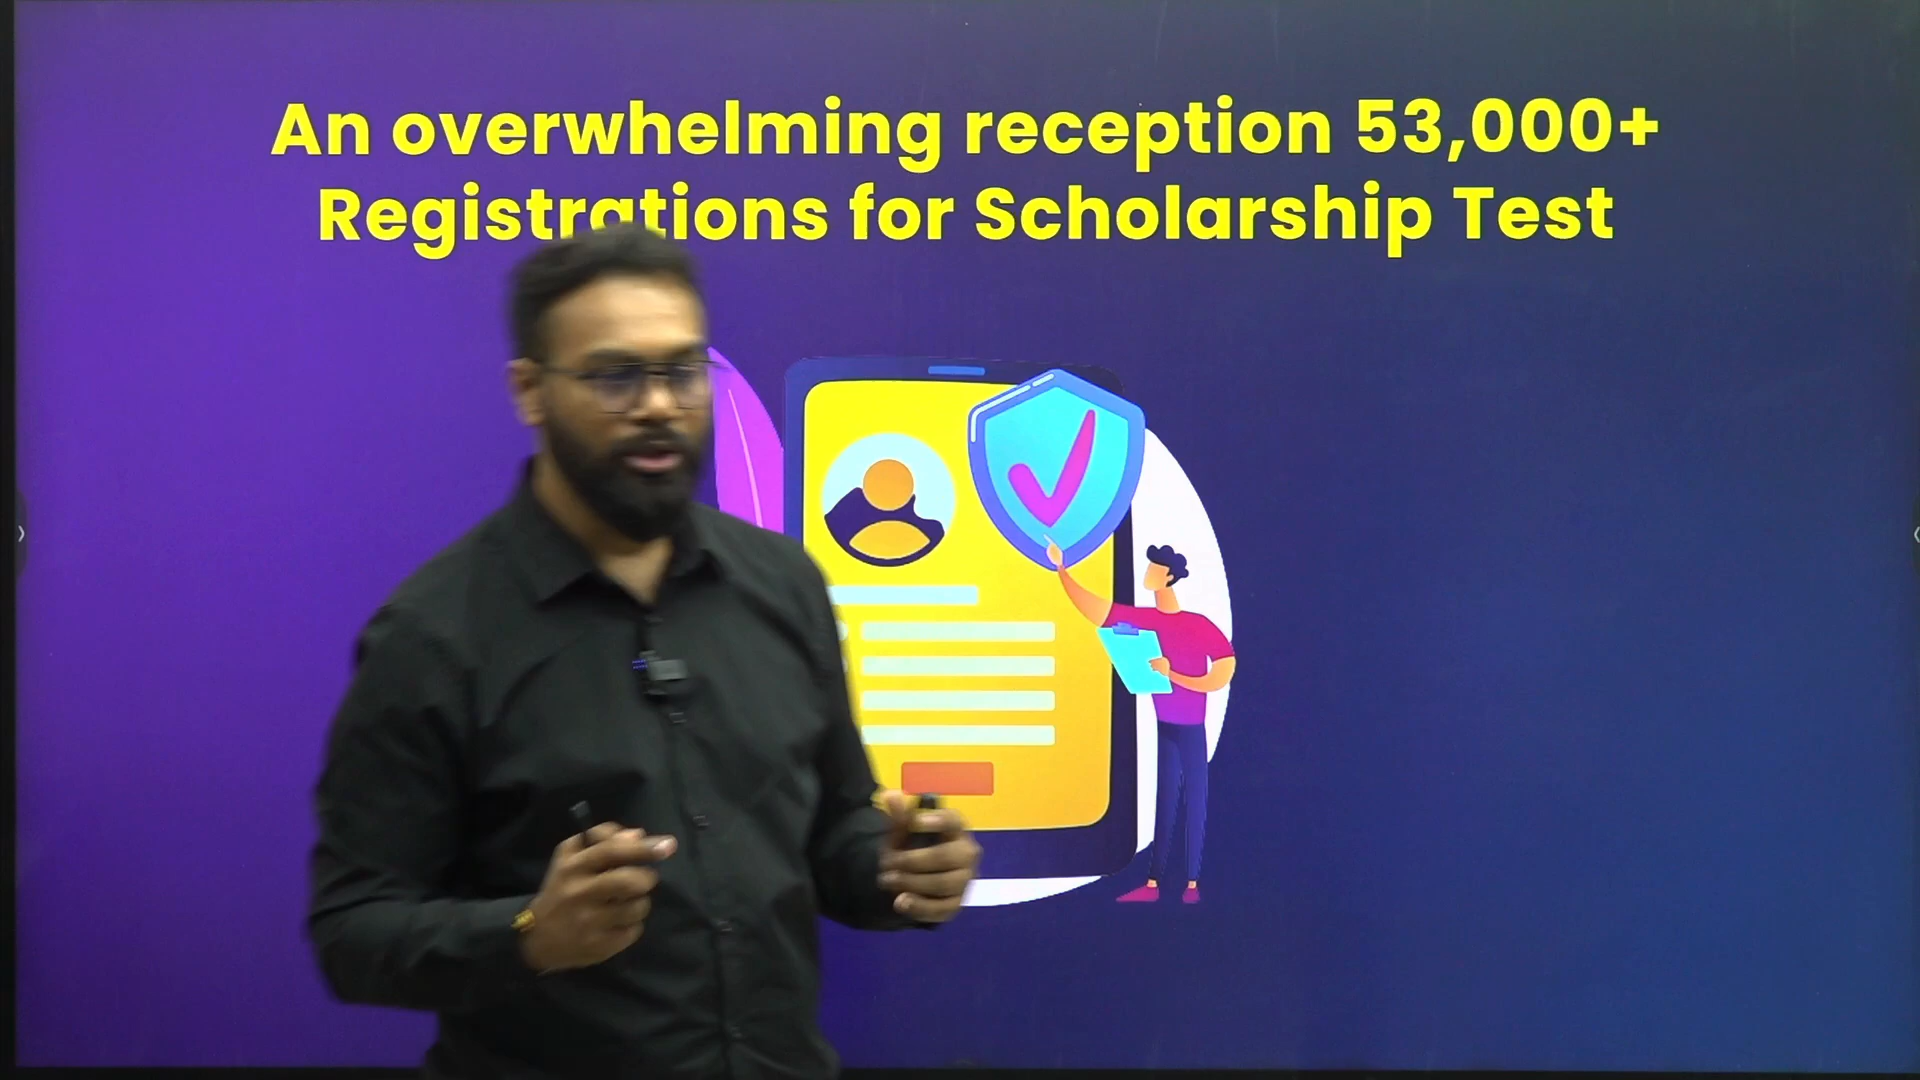 An overwhelming reception 53,000+
Registrations for Scholarship Test